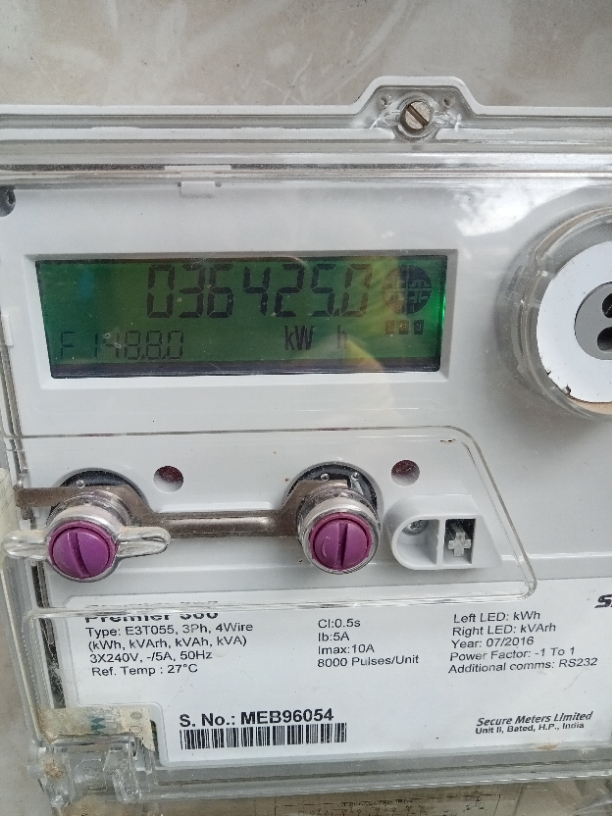 036425.0
F 148.8.0
kW h
Premier 300
Type: E3T055, 3Ph, 4Wire
(kWh, kVArh, kVAh, kVA)
3X240V, -/5A, 50Hz
Ref. Temp : 27°C
Cl:0.5s
Ib:5A
Imax:10A
8000 Pulses/Unit
Left LED: kWh
Right LED: kVArh
Year: 07/2016
Power Factor: -1 To 1
Additional comms: RS232
S. No.: MEB96054
Secure Meters Limited
Unit II, Bated, H.P., India